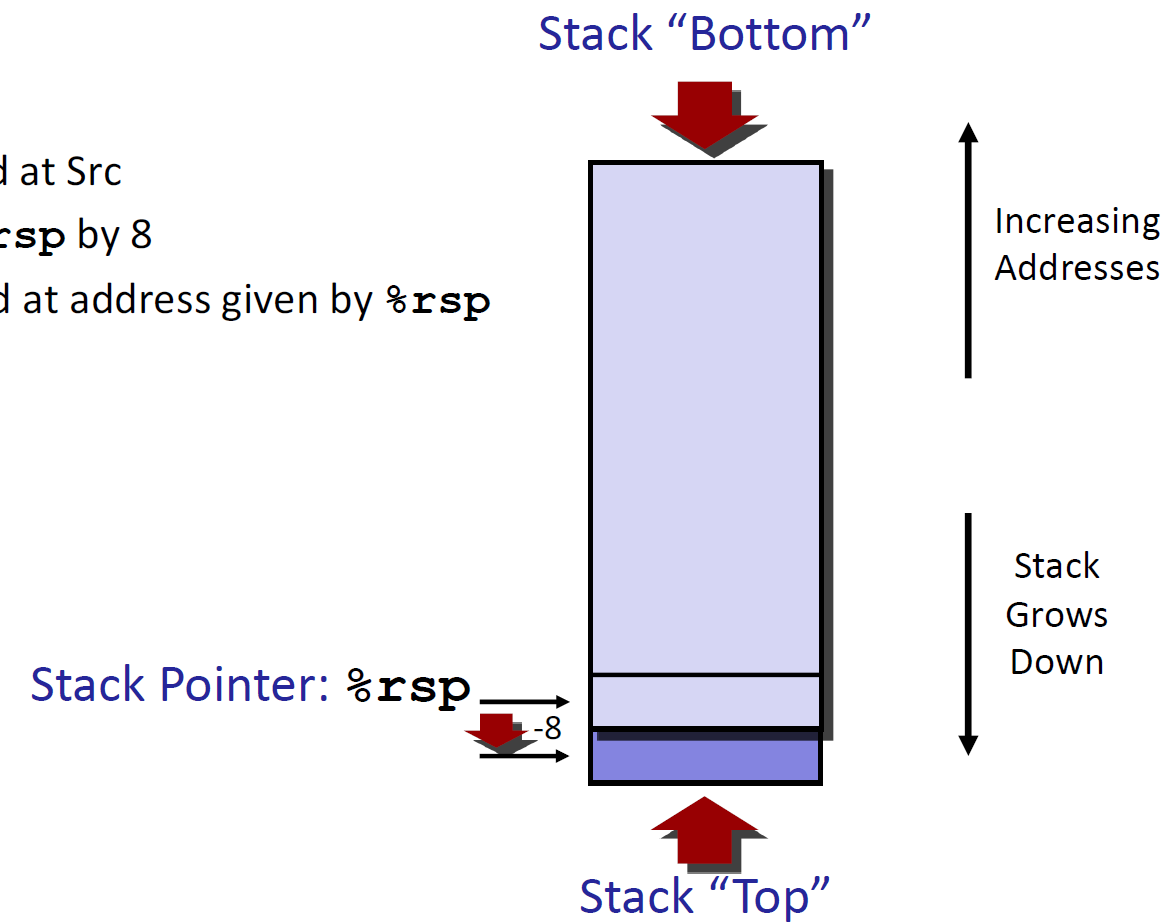 Stack “Bottom”
d at Src
rsp by 8
d at address given by %rsp
Increasing
Addresses
Stack
Grows
Down
Stack Pointer: %rsp
-8
Stack “Top”